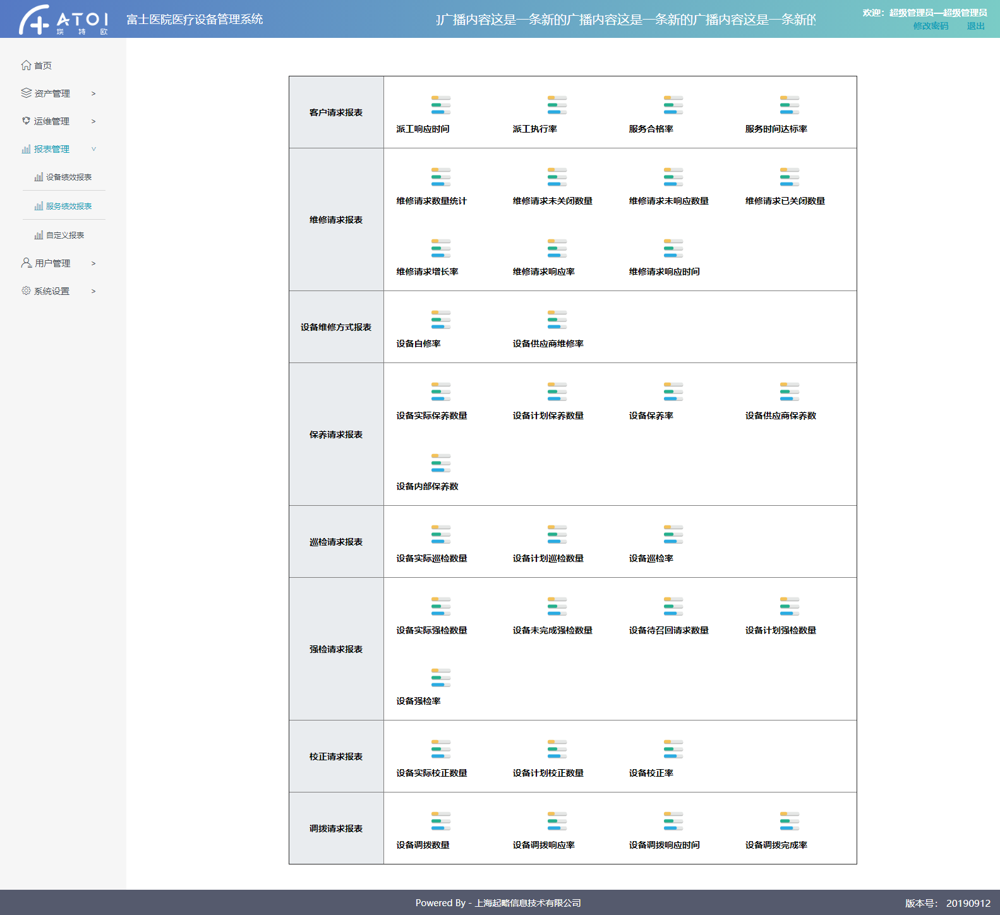 ATOI
埃特欧
富士医院医疗设备管理系统
广播内容这是一条新的广播内容这是一条新的广播内容这是一条新的
欢迎：超级管理员—超级管理员
修改密码 退出
首页
资产管理 >
运维管理 >
报表管理 >
设备绩效报表
服务绩效报表
自定义报表
用户管理 >
系统设置 >
客户请求报表
派工响应时间 派工执行率 服务合格率 服务时间达标率
维修请求报表
维修请求数量统计 维修请求未关闭数量 维修请求未响应数量 维修请求已关闭数量
维修请求增长率 维修请求响应率 维修请求响应时间
设备维修方式报表
设备自修率 设备供应商维修率
保养请求报表
设备实际保养数量 设备计划保养数量 设备保养率 设备供应商保养数
设备内部保养数
巡检请求报表
设备实际巡检数量 设备计划巡检数量 设备巡检率
强检请求报表
设备实际强检数量 设备未完成强检数量 设备待召回请求数量 设备计划强检数量
设备强检率
校正请求报表
设备实际校正数量 设备计划校正数量 设备校正率
调拨请求报表
设备调拨数量 设备调拨响应率 设备调拨响应时间 设备调拨完成率
Powered By - 上海起略信息技术有限公司
版本号： 20190912